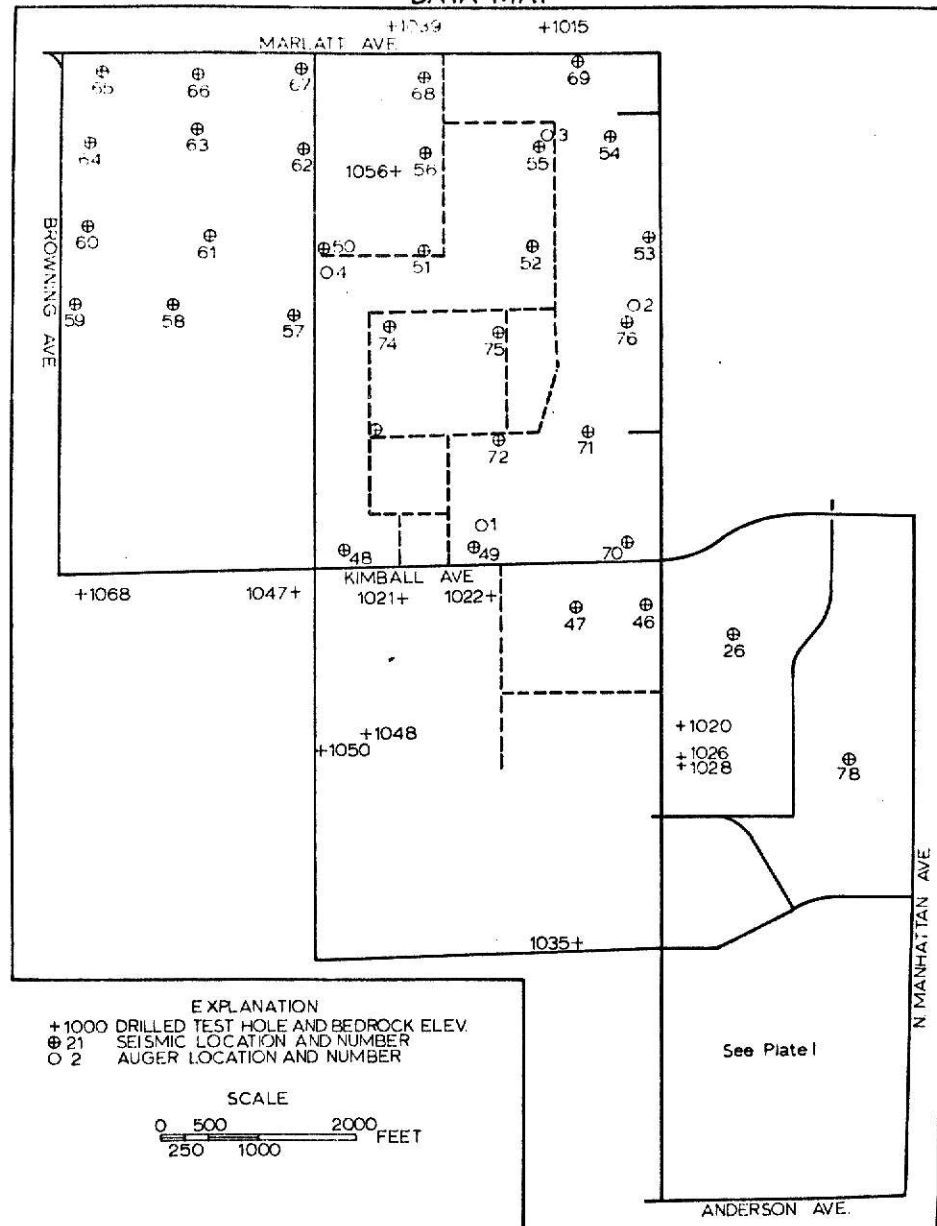 DATA MAP
+1039
+1015
MARLATT AVE.
65
66
67
68
69
64
63
62
1056+
56
55
O3
54
BROWNING AVE.
60
61
50
O4
51
52
53
59
58
57
74
75
O2
76
72
71
48
O1
49
70
KIMBALL AVE
+1068
1047+
1021+
1022+
47
46
26
+1048
+1050
+1020
+1026
+1028
78
1035+
N. MANHATTAN AVE.
See Plate I
ANDERSON AVE.
EXPLANATION
+1000 DRILLED TEST HOLE AND BEDROCK ELEV.
⊕ 21 SEISMIC LOCATION AND NUMBER
O 2 AUGER LOCATION AND NUMBER
SCALE
0 500 2000 FEET
250 1000